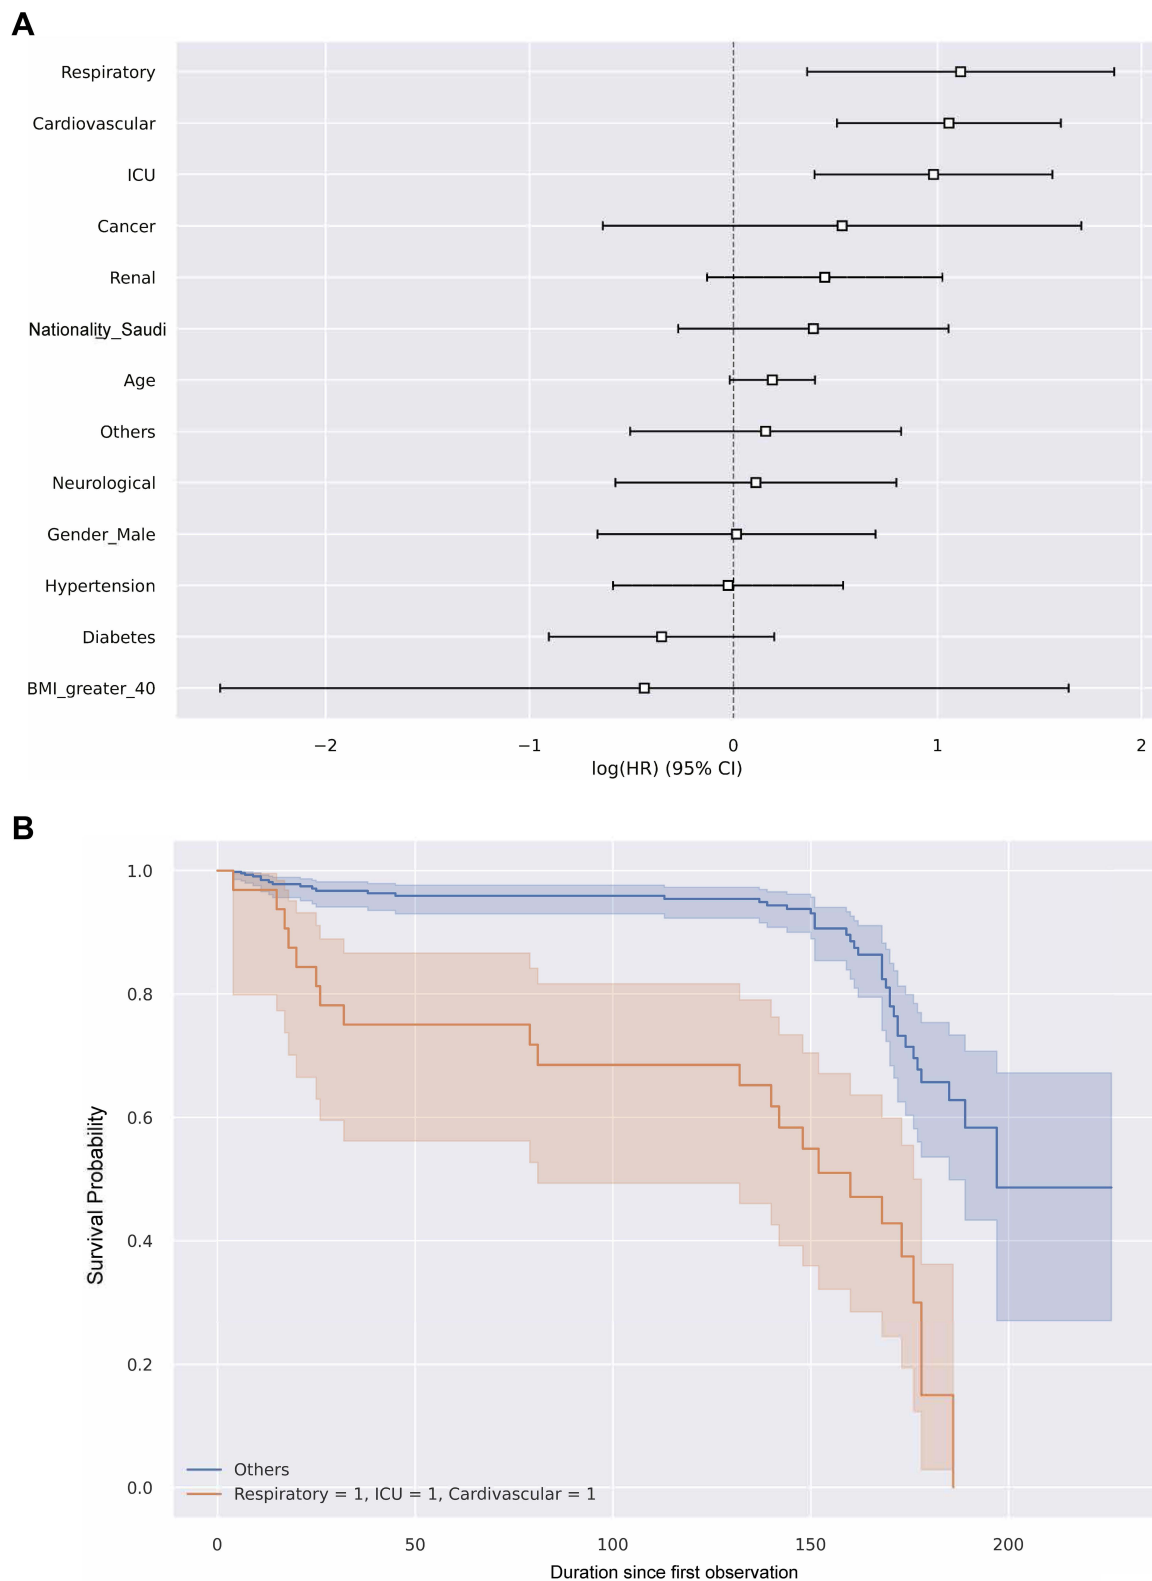 A
Respiratory
Cardiovascular
ICU
Cancer
Renal
Nationality_Saudi
Age
Others
Neurological
Gender_Male
Hypertension
Diabetes
BMI_greater_40
−2 −1 0 1 2
log(HR) (95% CI)
B
1.0
0.8
0.6
0.4
0.2
0.0
Survival Probability
Others
Respiratory = 1, ICU = 1, Cardivascular = 1
0 50 100 150 200
Duration since first observation